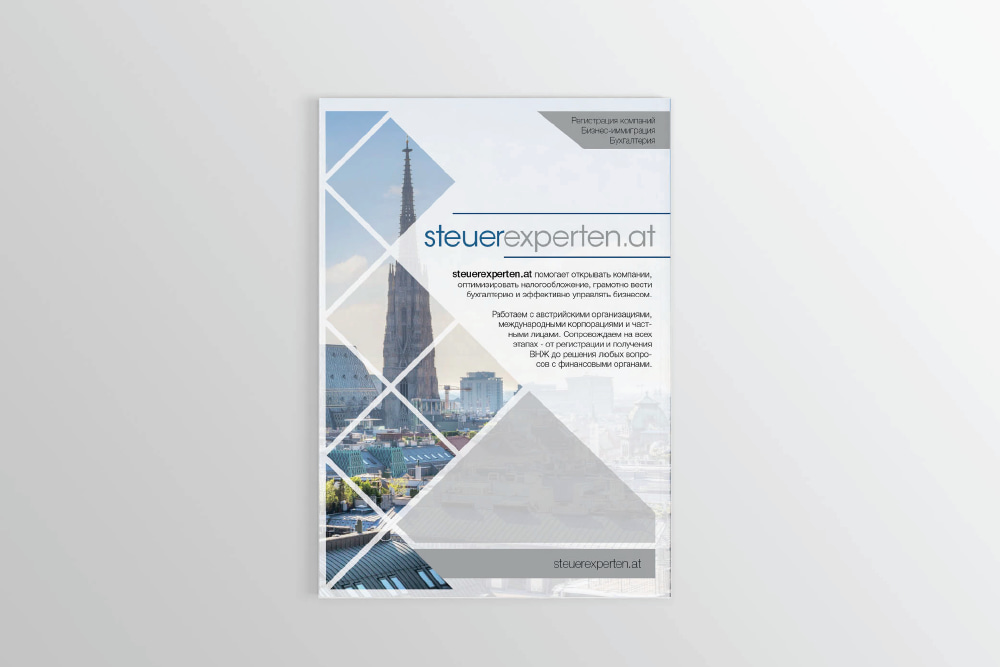 Регистрация компаний
Бизнес-иммиграция
Бухгалтерия
steuerexperten.at
steuerexperten.at помогает открывать компании,
оптимизировать налогообложение, грамотно вести
бухгалтерию и эффективно управлять бизнесом.
Работаем с австрийскими организациями,
международными корпорациями и част-
ными лицами. Сопровождаем на всех
этапах - от регистрации и получения
ВНЖ до решения любых вопро-
сов с финансовыми органами.
steuerexperten.at